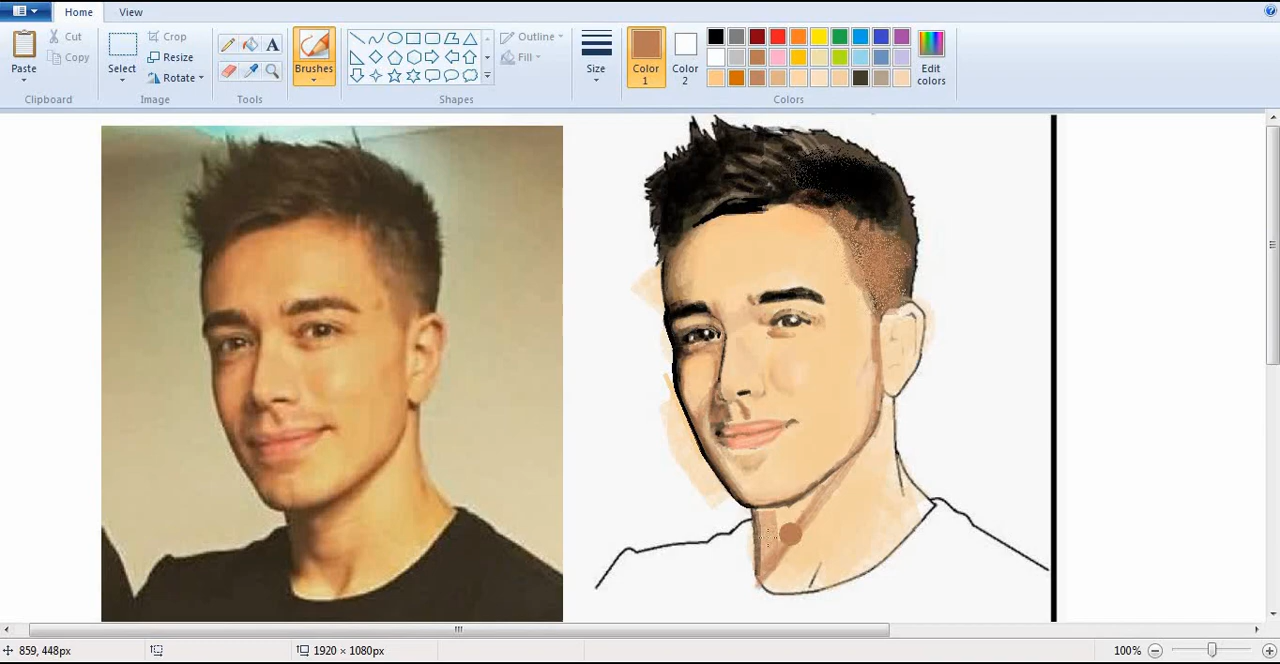 Home View
Paste
Cut
Copy
Clipboard
Select
Crop
Resize
Rotate
Image
A
Tools
Brushes
Outline
Fill
Shapes
Size
Color 1
Color 2
Edit colors
Colors
859, 448px
1920 × 1080px
100%